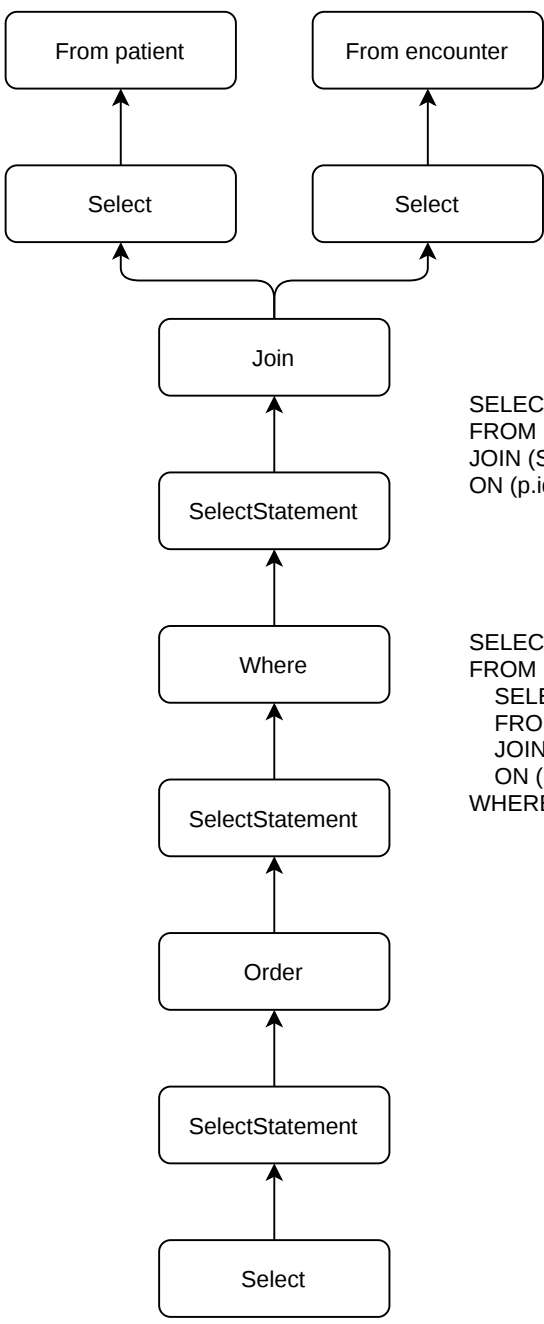 From patient
From encounter
Select
Select
Join
SELEC
FROM
JOIN (S
ON (p.i
SelectStatement
Where
SELEC
FROM
SELE
FRO
JOIN
ON (
WHERE
SelectStatement
Order
SelectStatement
Select